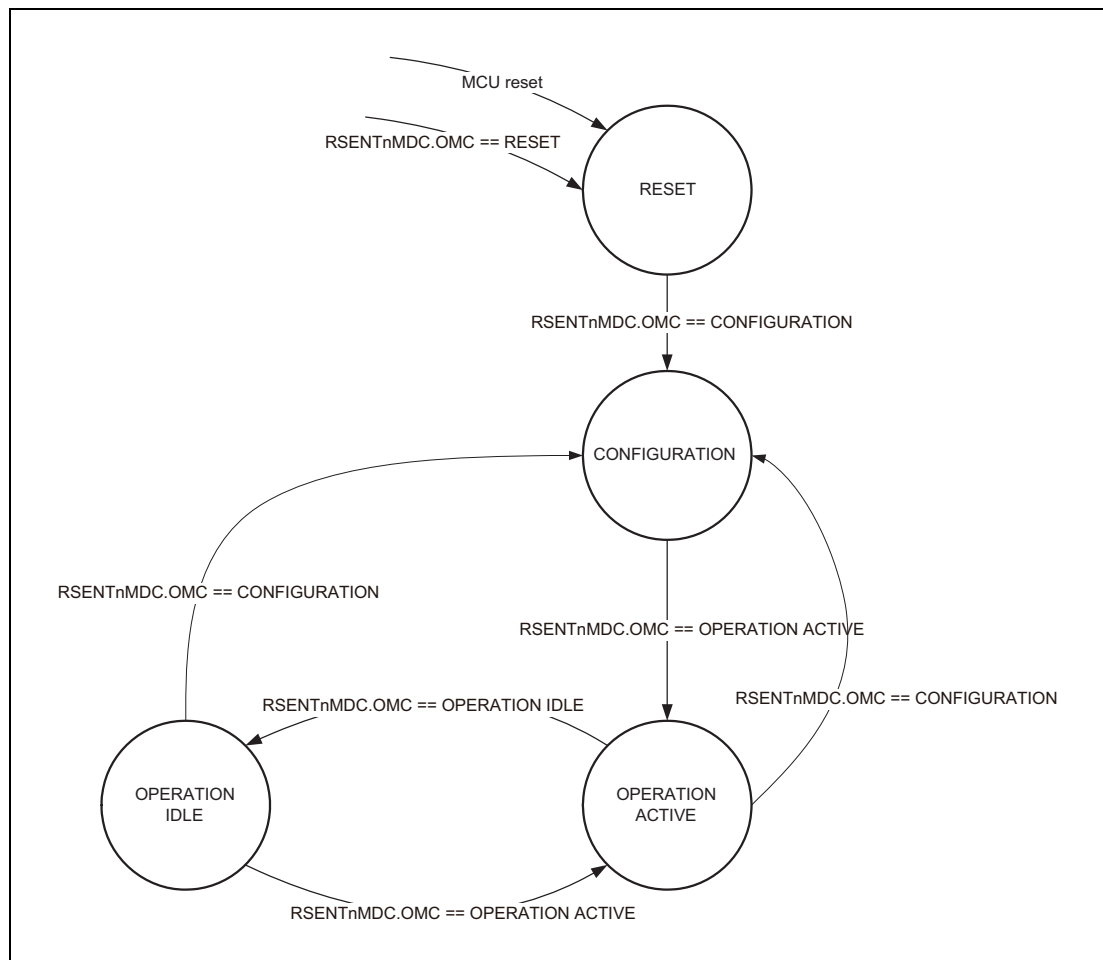 MCU reset
RSENTnMDC.OMC == RESET
RESET
RSENTnMDC.OMC == CONFIGURATION
CONFIGURATION
RSENTnMDC.OMC == CONFIGURATION
RSENTnMDC.OMC == OPERATION ACTIVE
RSENTnMDC.OMC == CONFIGURATION
RSENTnMDC.OMC == OPERATION IDLE
OPERATION
IDLE
OPERATION
ACTIVE
RSENTnMDC.OMC == OPERATION ACTIVE